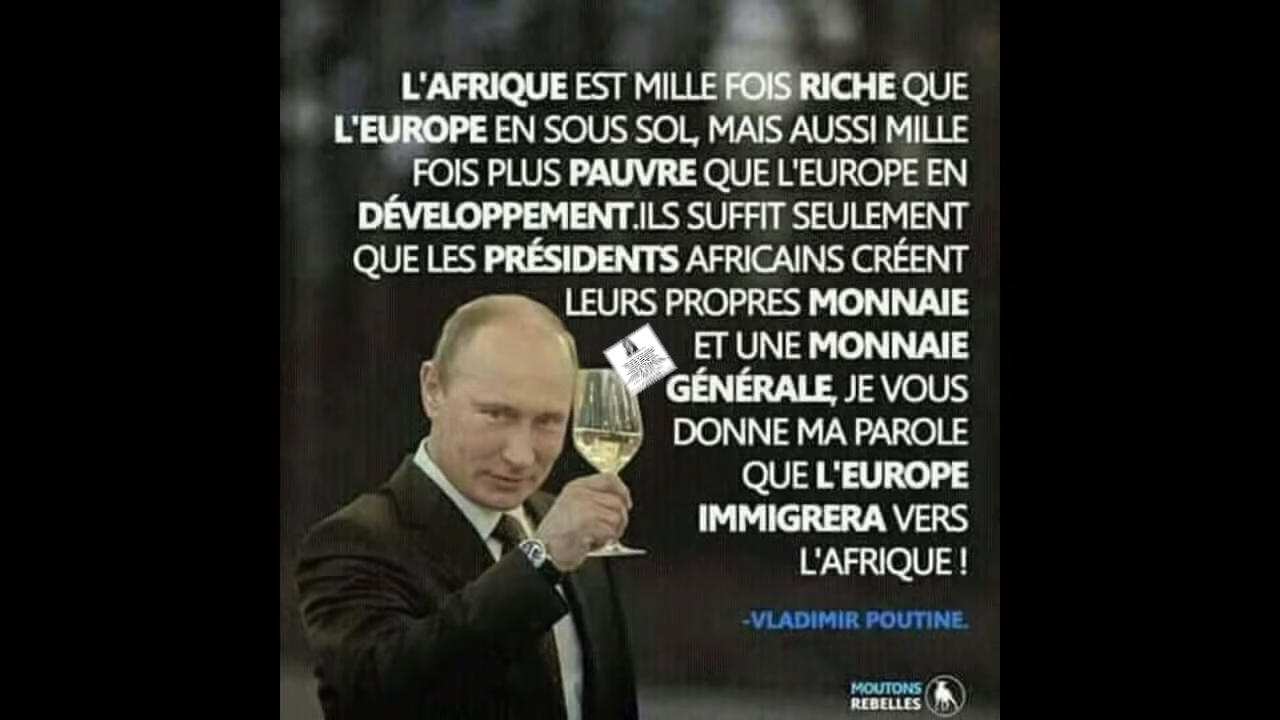 L'AFRIQUE EST MILLE FOIS RICHE QUE
L'EUROPE EN SOUS SOL, MAIS AUSSI MILLE
FOIS PLUS PAUVRE QUE L'EUROPE EN
DÉVELOPPEMENT.ILS SUFFIT SEULEMENT
QUE LES PRÉSIDENTS AFRICAINS CRÉENT
LEURS PROPRES MONNAIE
ET UNE MONNAIE
GÉNÉRALE, JE VOUS
DONNE MA PAROLE
QUE L'EUROPE
IMMIGRERA VERS
L'AFRIQUE !
-VLADIMIR POUTINE.
MOUTONS
REBELLES